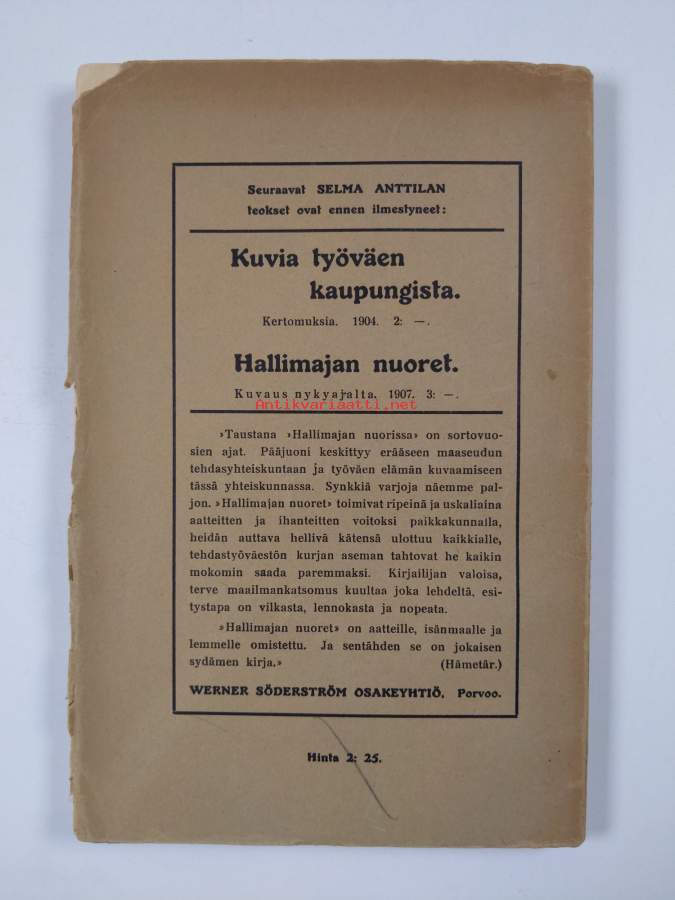 Seuraavat SELMA ANTTILAN
teokset ovat ennen ilmestyneet:
Kuvia työväen
kaupungista.
Kertomuksia. 1904. 2: —.
Hallimajan nuoret.
Kuvaus nykyajalta. 1907. 3: —.
Antikvariaatti.net
»Taustana »Hallimajan nuorissa» on sortovuo-
sien ajat. Pääjuoni keskittyy erääseen maaseudun
tehdasyhteiskuntaan ja työväen elämän kuvaamiseen
tässä yhteiskunnassa. Synkkiä varjoja näemme pal-
jon. »Hallimajan nuoret» toimivat ripeinä ja uskaliaina
aatteitten ja ihanteitten voitoksi paikkakunnalla,
heidän auttava hellivä kätensä ulottuu kaikkialle,
tehdastyöväestön kurjan aseman tahtovat he kaikin
mokomin saada paremmaksi. Kirjailijan valoisa,
terve maailmankatsomus kuultaa joka lehdeltä, esi-
tystapa on vilkasta, lennokasta ja nopeata.
»Hallimajan nuoret» on aatteille, isänmaalle ja
lemmelle omistettu. Ja sentähden se on jokaisen
sydämen kirja.» (Hämetär.)
WERNER SÖDERSTRÖM OSAKEYHTIÖ. Porvoo.
Hinta 2: 25.